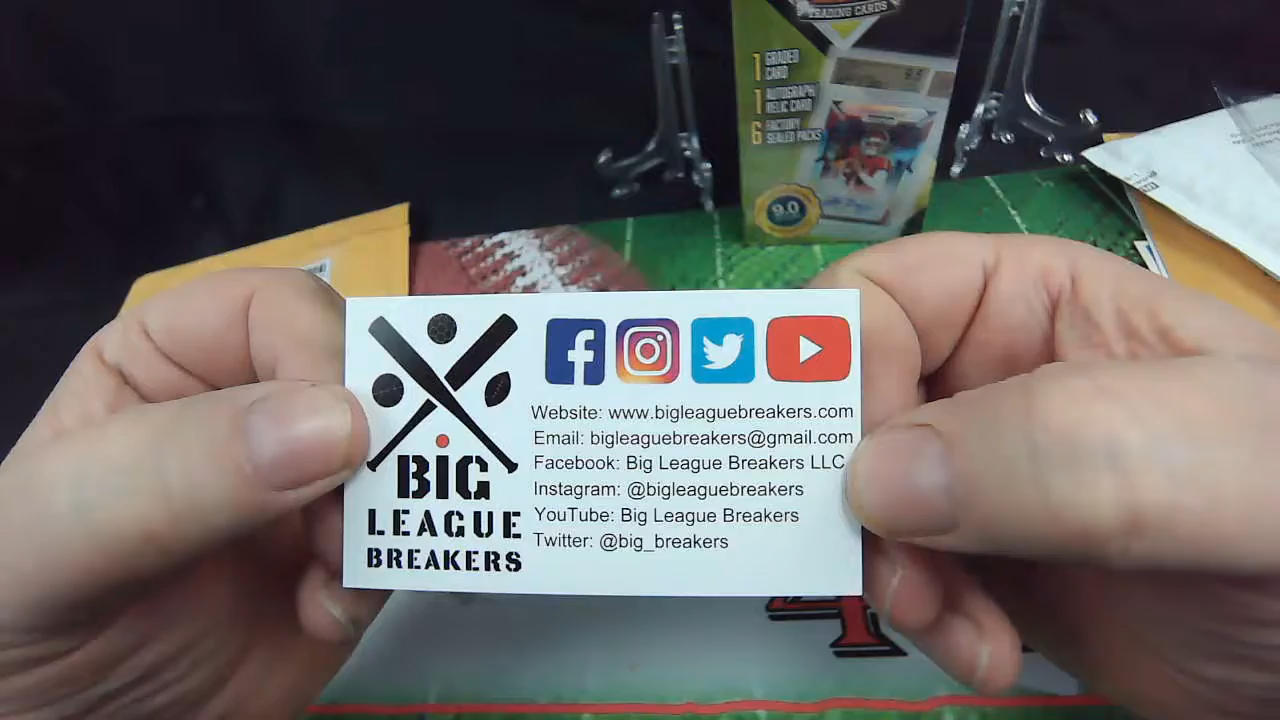 TRADING CARDS
1 GRADED
CARD
1 AUTOGRAPH/
RELIC CARD
6 FACTORY
SEALED PACKS
9.5
9.0
BIG
LEAGUE
BREAKERS
Website: www.bigleaguebreakers.com
Email: bigleaguebreakers@gmail.com
Facebook: Big League Breakers LLC
Instagram: @bigleaguebreakers
YouTube: Big League Breakers
Twitter: @big_breakers